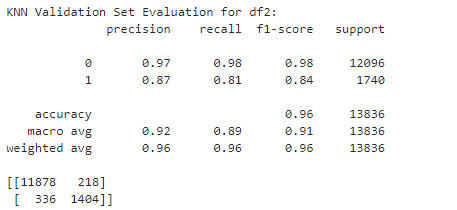 KNN Validation Set Evaluation for df2:
precision recall f1-score support
0 0.97 0.98 0.98 12096
1 0.87 0.81 0.84 1740
accuracy 0.96 13836
macro avg 0.92 0.89 0.91 13836
weighted avg 0.96 0.96 0.96 13836
[[11878 218]
[ 336 1404]]